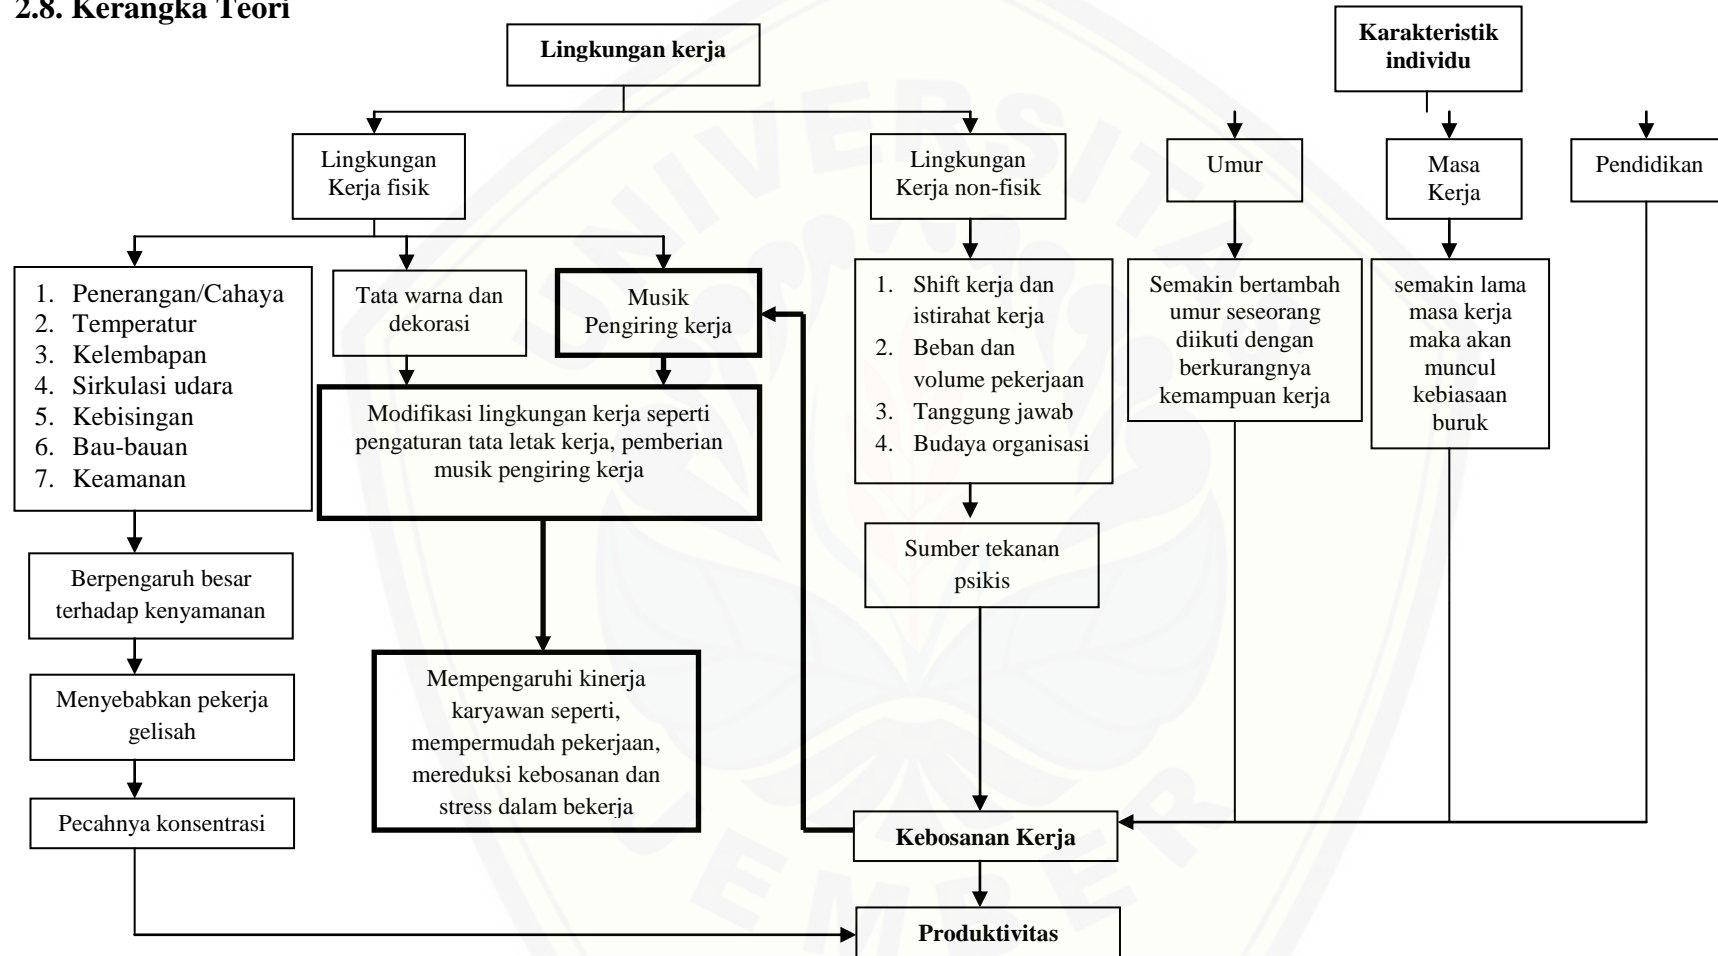 2.8. Kerangka Teori
Lingkungan kerja
Karakteristik
individu
Lingkungan
Kerja fisik
Lingkungan
Kerja non-fisik
Umur
Masa
Kerja
Pendidikan
1. Penerangan/Cahaya
2. Temperatur
3. Kelembapan
4. Sirkulasi udara
5. Kebisingan
6. Bau-bauan
7. Keamanan
Tata warna dan
dekorasi
Musik
Pengiring kerja
1. Shift kerja dan
istirahat kerja
2. Beban dan
volume pekerjaan
3. Tanggung jawab
4. Budaya organisasi
Semakin bertambah
umur seseorang
diikuti dengan
berkurangnya
kemampuan kerja
semakin lama
masa kerja
maka akan
muncul
kebiasaan
buruk
Modifikasi lingkungan kerja seperti
pengaturan tata letak kerja, pemberian
musik pengiring kerja
Berpengaruh besar
terhadap kenyamanan
Sumber tekanan
psikis
Menyebabkan pekerja
gelisah
Mempengaruhi kinerja
karyawan seperti,
mempermudah pekerjaan,
mereduksi kebosanan dan
stress dalam bekerja
Pecahnya konsentrasi
Kebosanan Kerja
Produktivitas
UNIVERSITAS
JEMBER